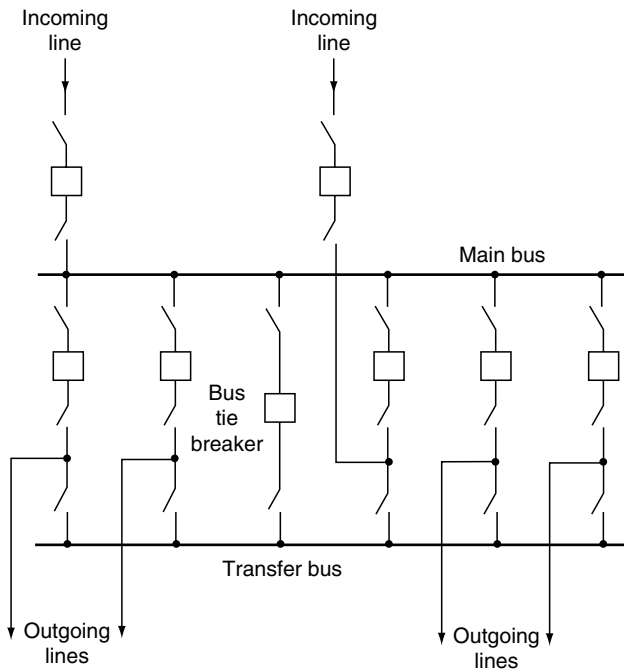 Incoming
line
Incoming
line
Main bus
Bus
tie
breaker
Transfer bus
Outgoing
lines
Outgoing
lines